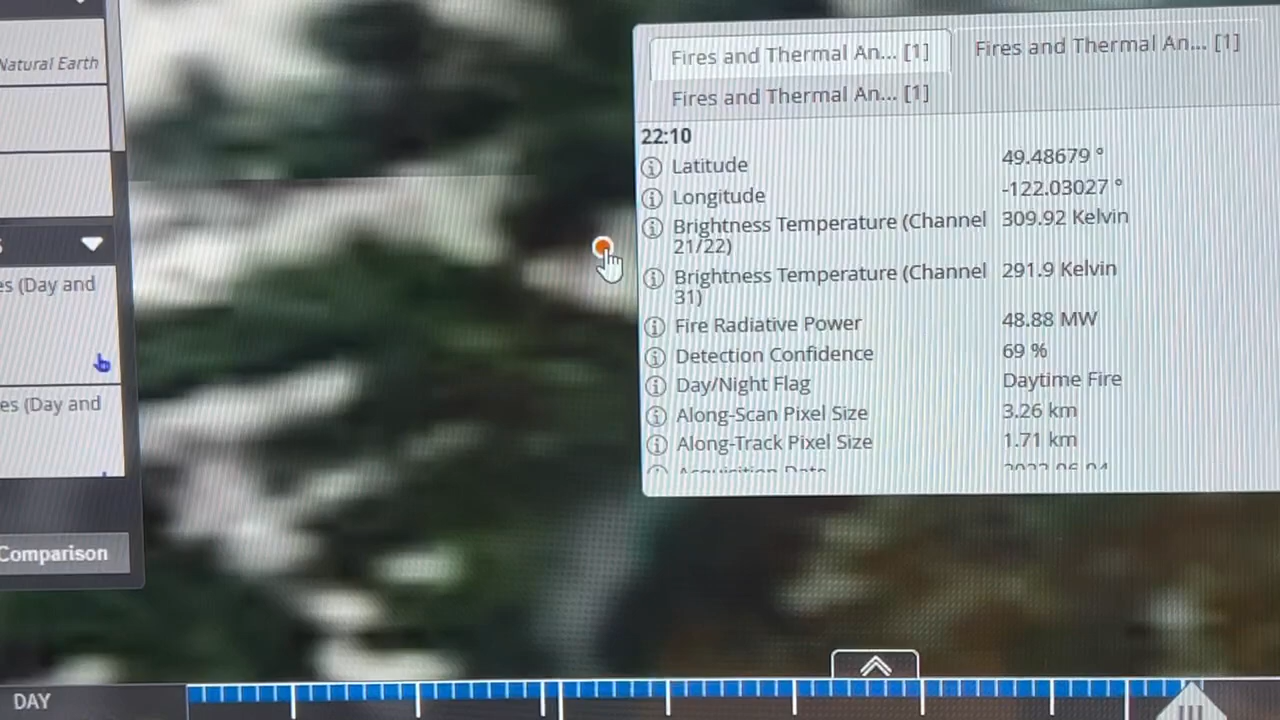 Natural Earth
es (Day and
es (Day and
Comparison
Fires and Thermal An... [1]
Fires and Thermal An... [1]
Fires and Thermal An... [1]
22:10
Latitude 49.48679 °
Longitude -122.03027 °
Brightness Temperature (Channel 309.92 Kelvin
21/22)
Brightness Temperature (Channel 291.9 Kelvin
31)
Fire Radiative Power 48.88 MW
Detection Confidence 69 %
Day/Night Flag Daytime Fire
Along-Scan Pixel Size 3.26 km
Along-Track Pixel Size 1.71 km
Acquisition Date
DAY